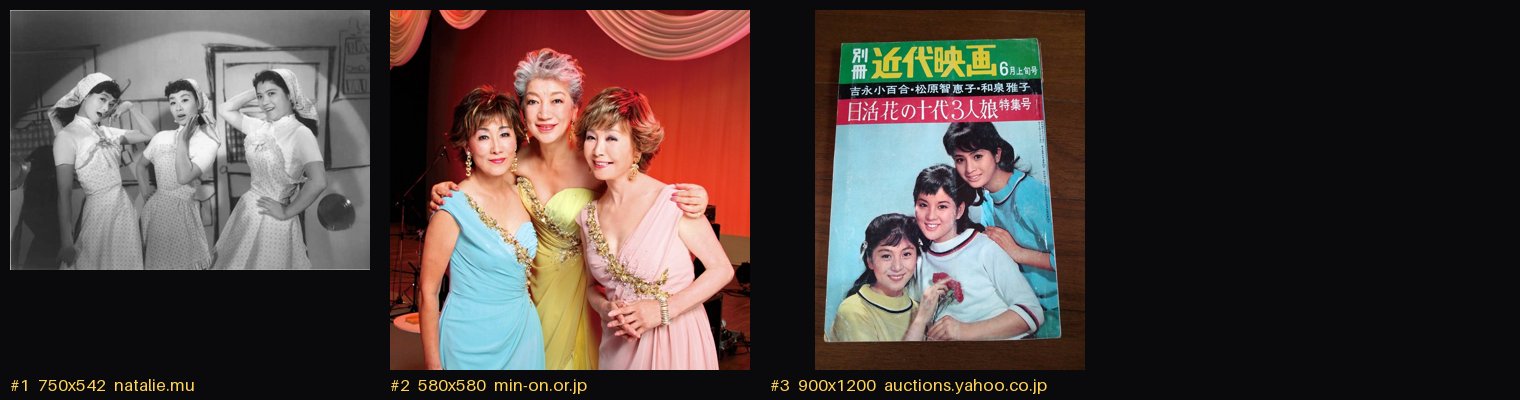 別冊
近代映画
6月上旬号
吉永小百合・松原智恵子・和泉雅子
日活花の十代3人娘特集号
#1 750x542 natalie.mu
#2 580x580 min-on.or.jp
#3 900x1200 auctions.yahoo.co.jp